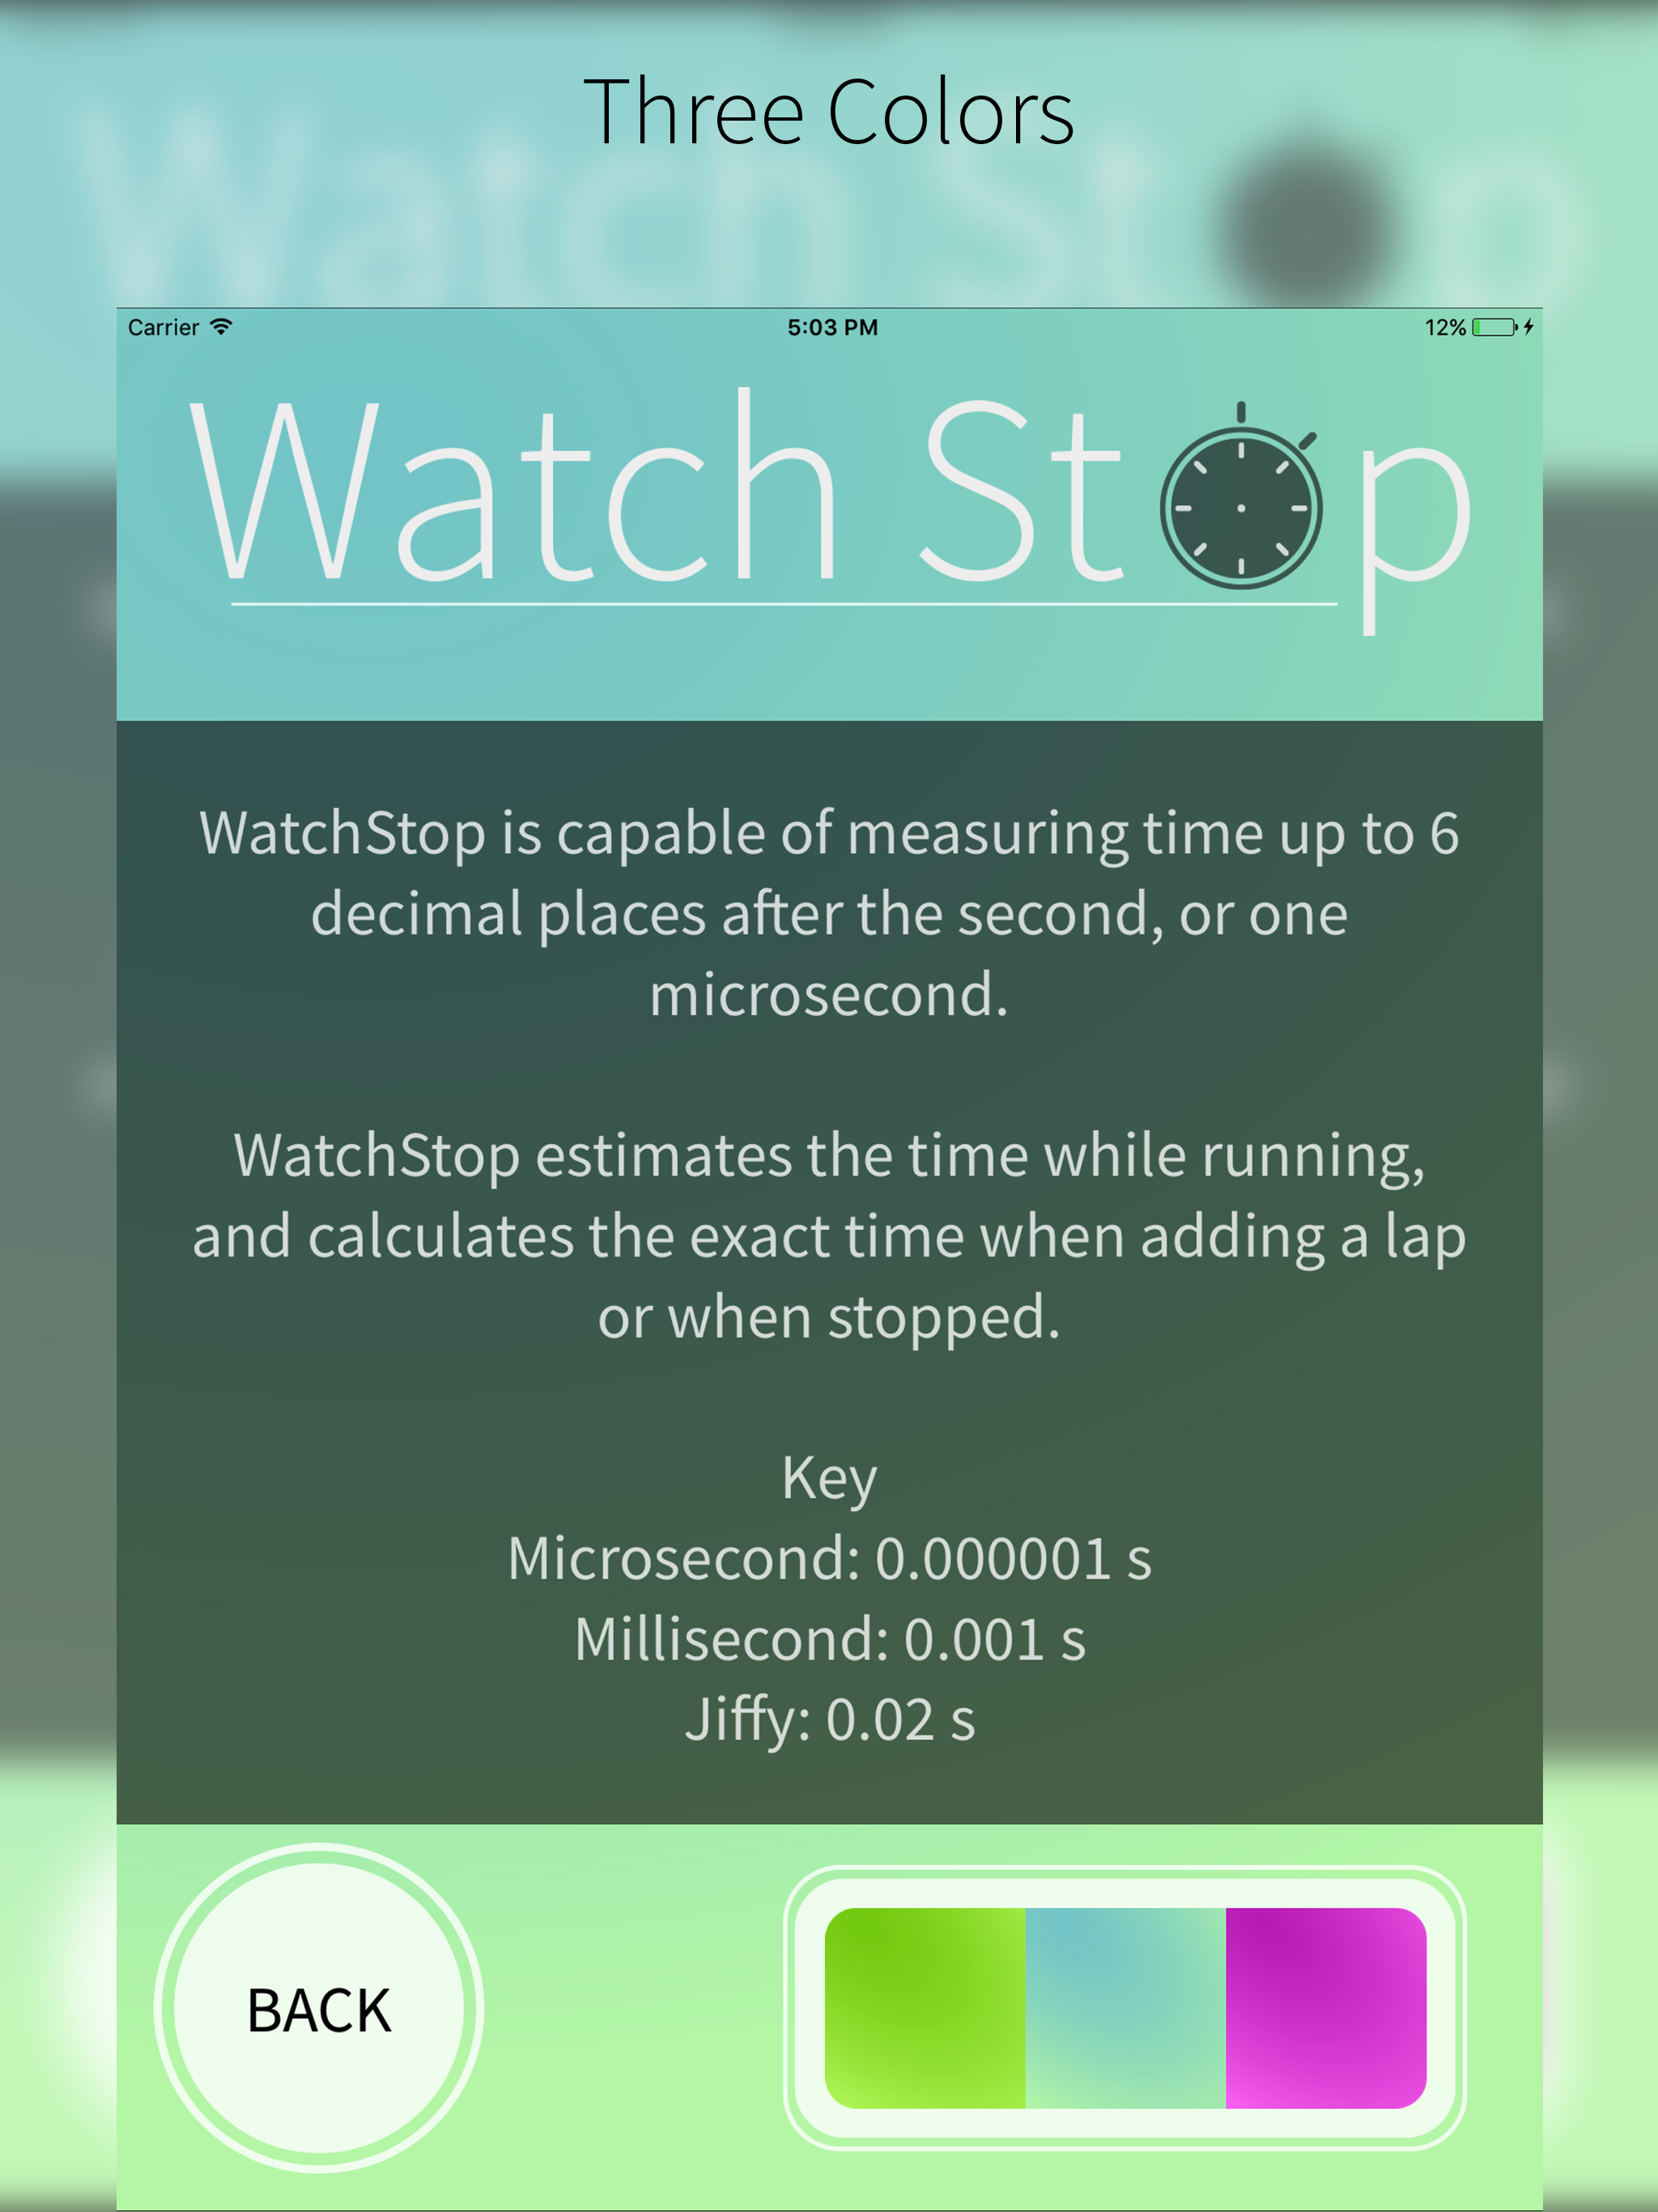 Three Colors
Carrier 5:03 PM 12%
Watch Stop
WatchStop is capable of measuring time up to 6
decimal places after the second, or one
microsecond.
WatchStop estimates the time while running,
and calculates the exact time when adding a lap
or when stopped.
Key
Microsecond: 0.000001 s
Millisecond: 0.001 s
Jiffy: 0.02 s
BACK